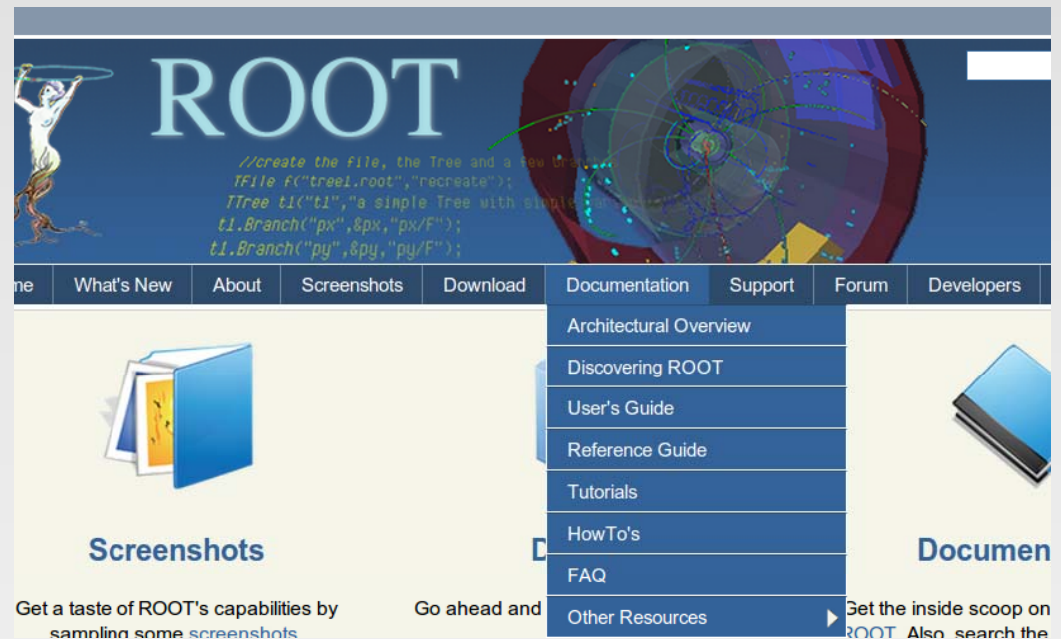 ROOT
//create the file, the Tree and a few branches
TFile f("tree1.root","recreate");
TTree t1("t1","a simple Tree with simple
t1.Branch("px",&px,"px/F");
t1.Branch("py",&py,"py/F");
me What's New About Screenshots Download Documentation Support Forum Developers
Architectural Overview
Discovering ROOT
User's Guide
Reference Guide
Tutorials
HowTo's
FAQ
Other Resources
Screenshots
D
Documen
Get a taste of ROOT's capabilities by
sampling some screenshots
Go ahead and
Get the inside scoop on
ROOT. Also, search the